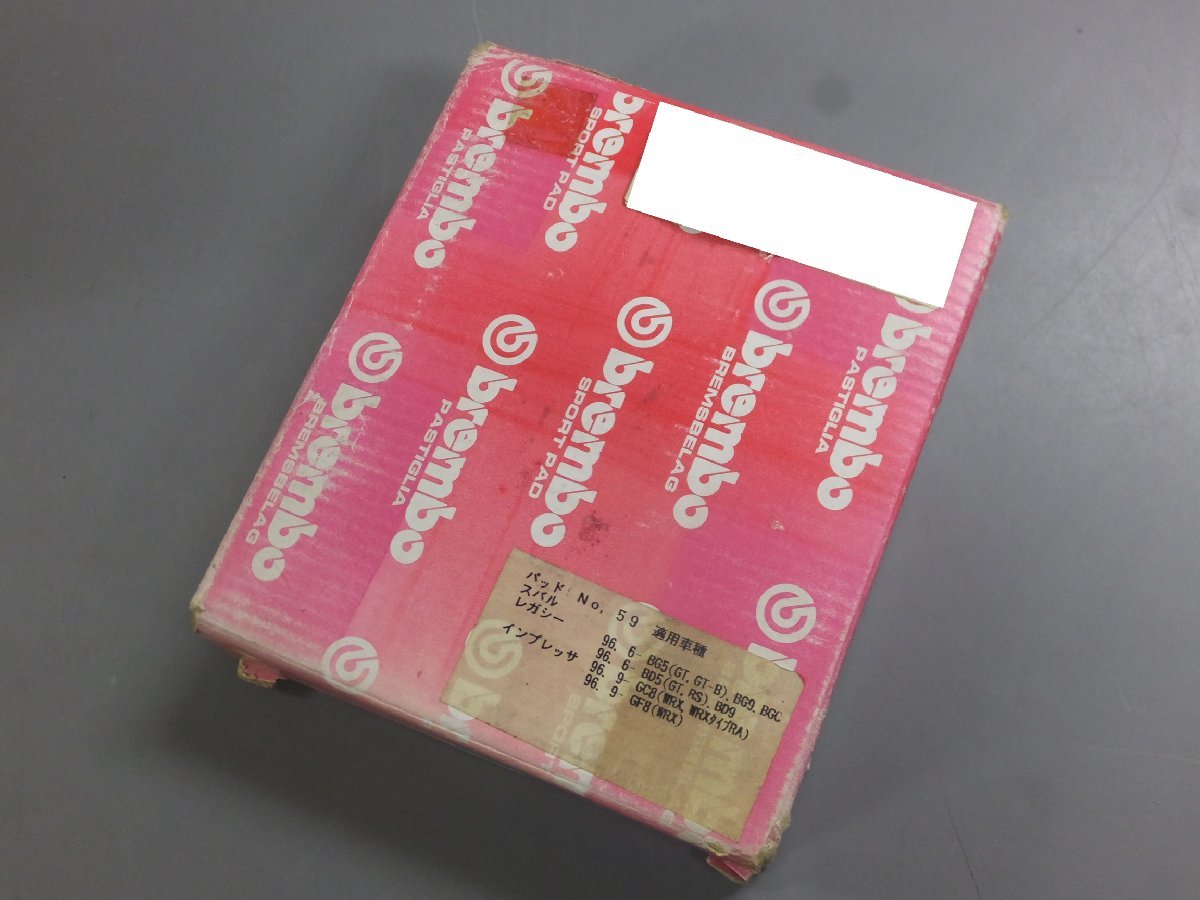 brembo
PASTIGLIA
brembo
SPORT PAD
brembo
BREMSBELAG
brembo
PASTIGLIA
brembo
SPORT PAD
brembo
BREMSBELAG
brembo
PASTIGLIA
パッド No. 59 適用車種
スバル
レガシー 96. 6- BG5(GT, GT-B), BG9, BGC
96. 6- BD5(GT, RS), BD9
インプレッサ 96. 9- GC8(WRX, WRXﾀｲﾌﾟRA)
96. 9- GF8(WRX)